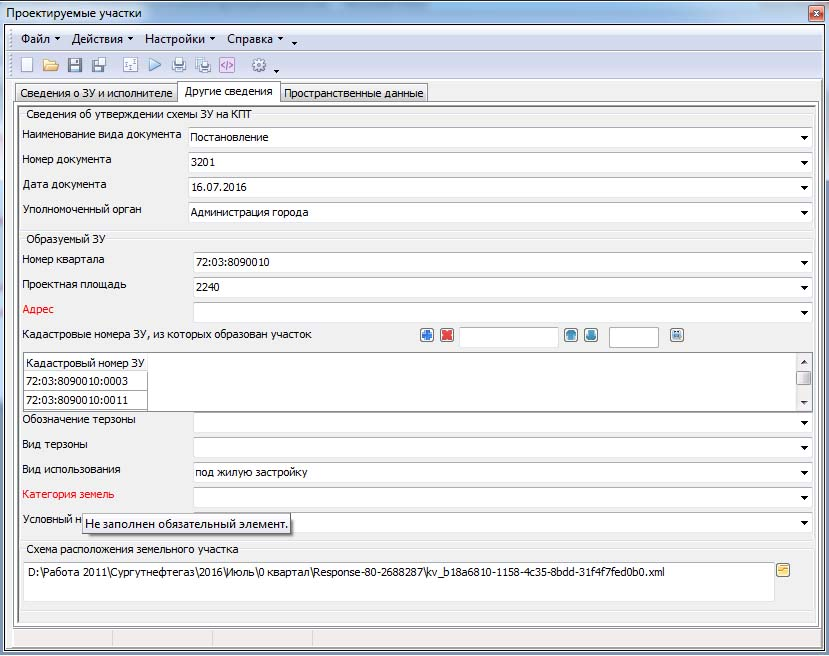 Проектируемые участки
Файл Действия Настройки Справка
Сведения о ЗУ и исполнителе Другие сведения Пространственные данные
Сведения об утверждении схемы ЗУ на КПТ
Наименование вида документа Постановление
Номер документа 3201
Дата документа 16.07.2016
Уполномоченный орган Администрация города
Образуемый ЗУ
Номер квартала 72:03:8090010
Проектная площадь 2240
Адрес
Кадастровые номера ЗУ, из которых образован участок
Кадастровый номер ЗУ
72:03:8090010:0003
72:03:8090010:0011
Обозначение терзоны
Вид терзоны
Вид использования под жилую застройку
Категория земель
Условный н Не заполнен обязательный элемент.
Схема расположения земельного участка
D:\Работа 2011\Сургутнефтегаз\2016\Июль\0 квартал\Response-80-2688287\kv_b18a6810-1158-4c35-8bdd-31f4f7fed0b0.xml